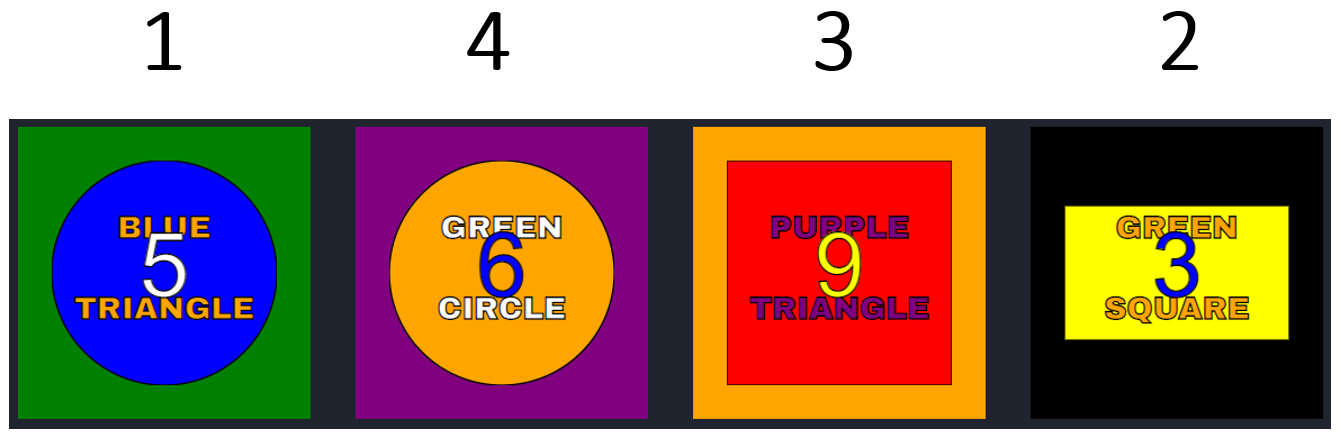 1 4 3 2
BLUE GREEN PURPLE GREEN
5 6 9 3
TRIANGLE CIRCLE TRIANGLE SQUARE